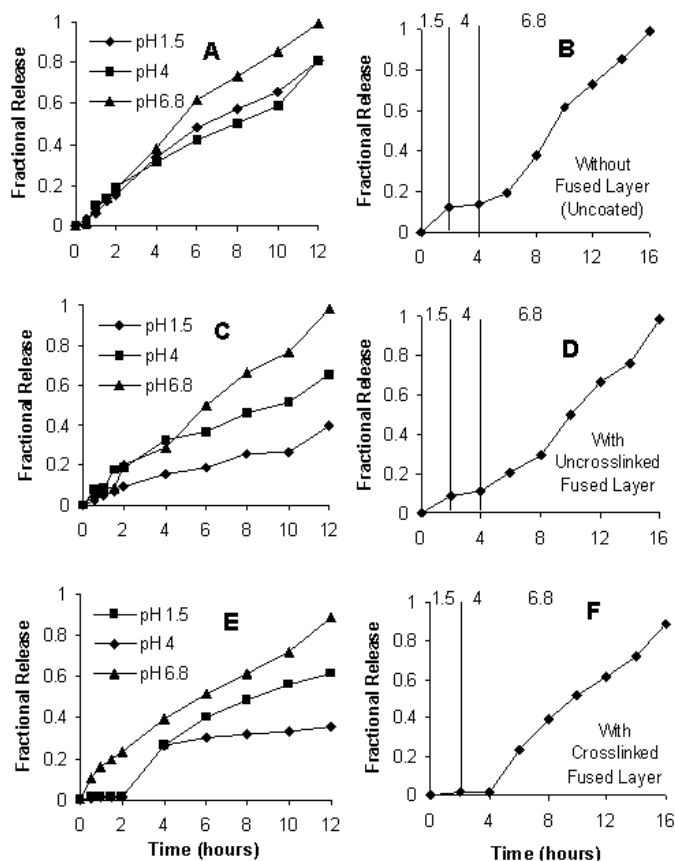 A
pH 1.5
pH 4
pH 6.8
Fractional Release
1
0.8
0.6
0.4
0.2
0
0 2 4 6 8 10 12
B
1.5 4 6.8
Fractional Release
1
0.8
0.6
0.4
0.2
0
Without
Fused Layer
(Uncoated)
0 4 8 12 16
C
pH 1.5
pH 4
pH 6.8
Fractional Release
1
0.8
0.6
0.4
0.2
0
0 2 4 6 8 10 12
D
1.5 4 6.8
Fractional Release
1
0.8
0.6
0.4
0.2
0
With
Uncrosslinked
Fused Layer
0 4 8 12 16
E
pH 1.5
pH 4
pH 6.8
Fractional Release
1
0.8
0.6
0.4
0.2
0
0 2 4 6 8 10 12
Time (hours)
F
1.5 4 6.8
Fractional Release
1
0.8
0.6
0.4
0.2
0
With
Crosslinked
Fused Layer
0 4 8 12 16
Time (hours)